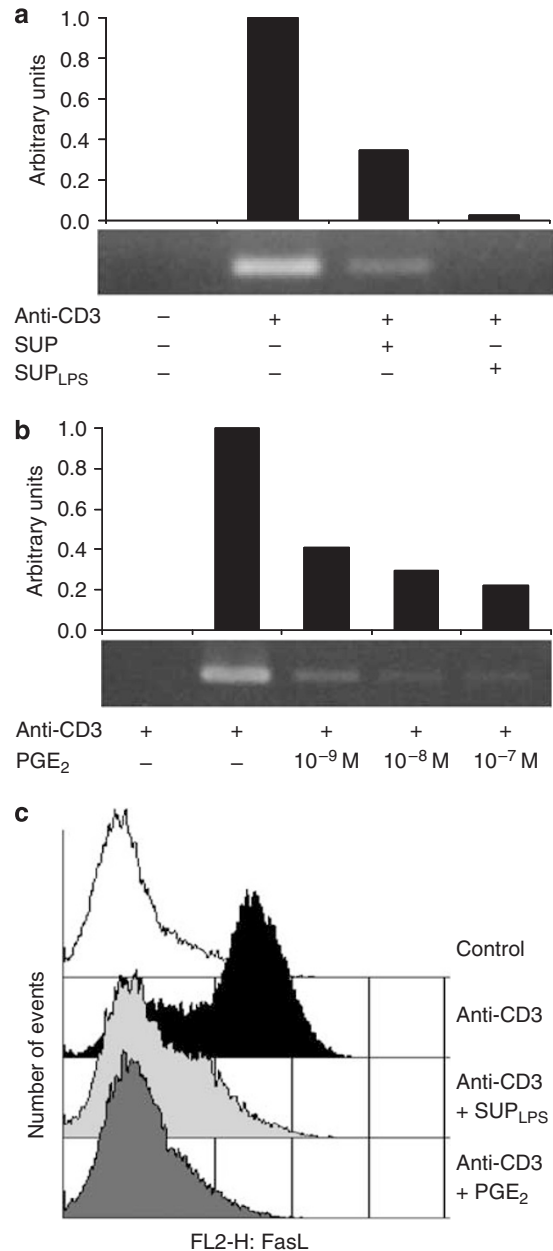 a
Arbitrary units
1.0
0.8
0.6
0.4
0.2
0.0
Anti-CD3 – + + +
SUP – – + –
SUP_LPS – – – +
b
Arbitrary units
1.0
0.8
0.6
0.4
0.2
0.0
Anti-CD3 + + + + +
PGE₂ – – 10⁻⁹ M 10⁻⁸ M 10⁻⁷ M
c
Number of events
Control
Anti-CD3
Anti-CD3
+ SUP_LPS
Anti-CD3
+ PGE₂
FL2-H: FasL